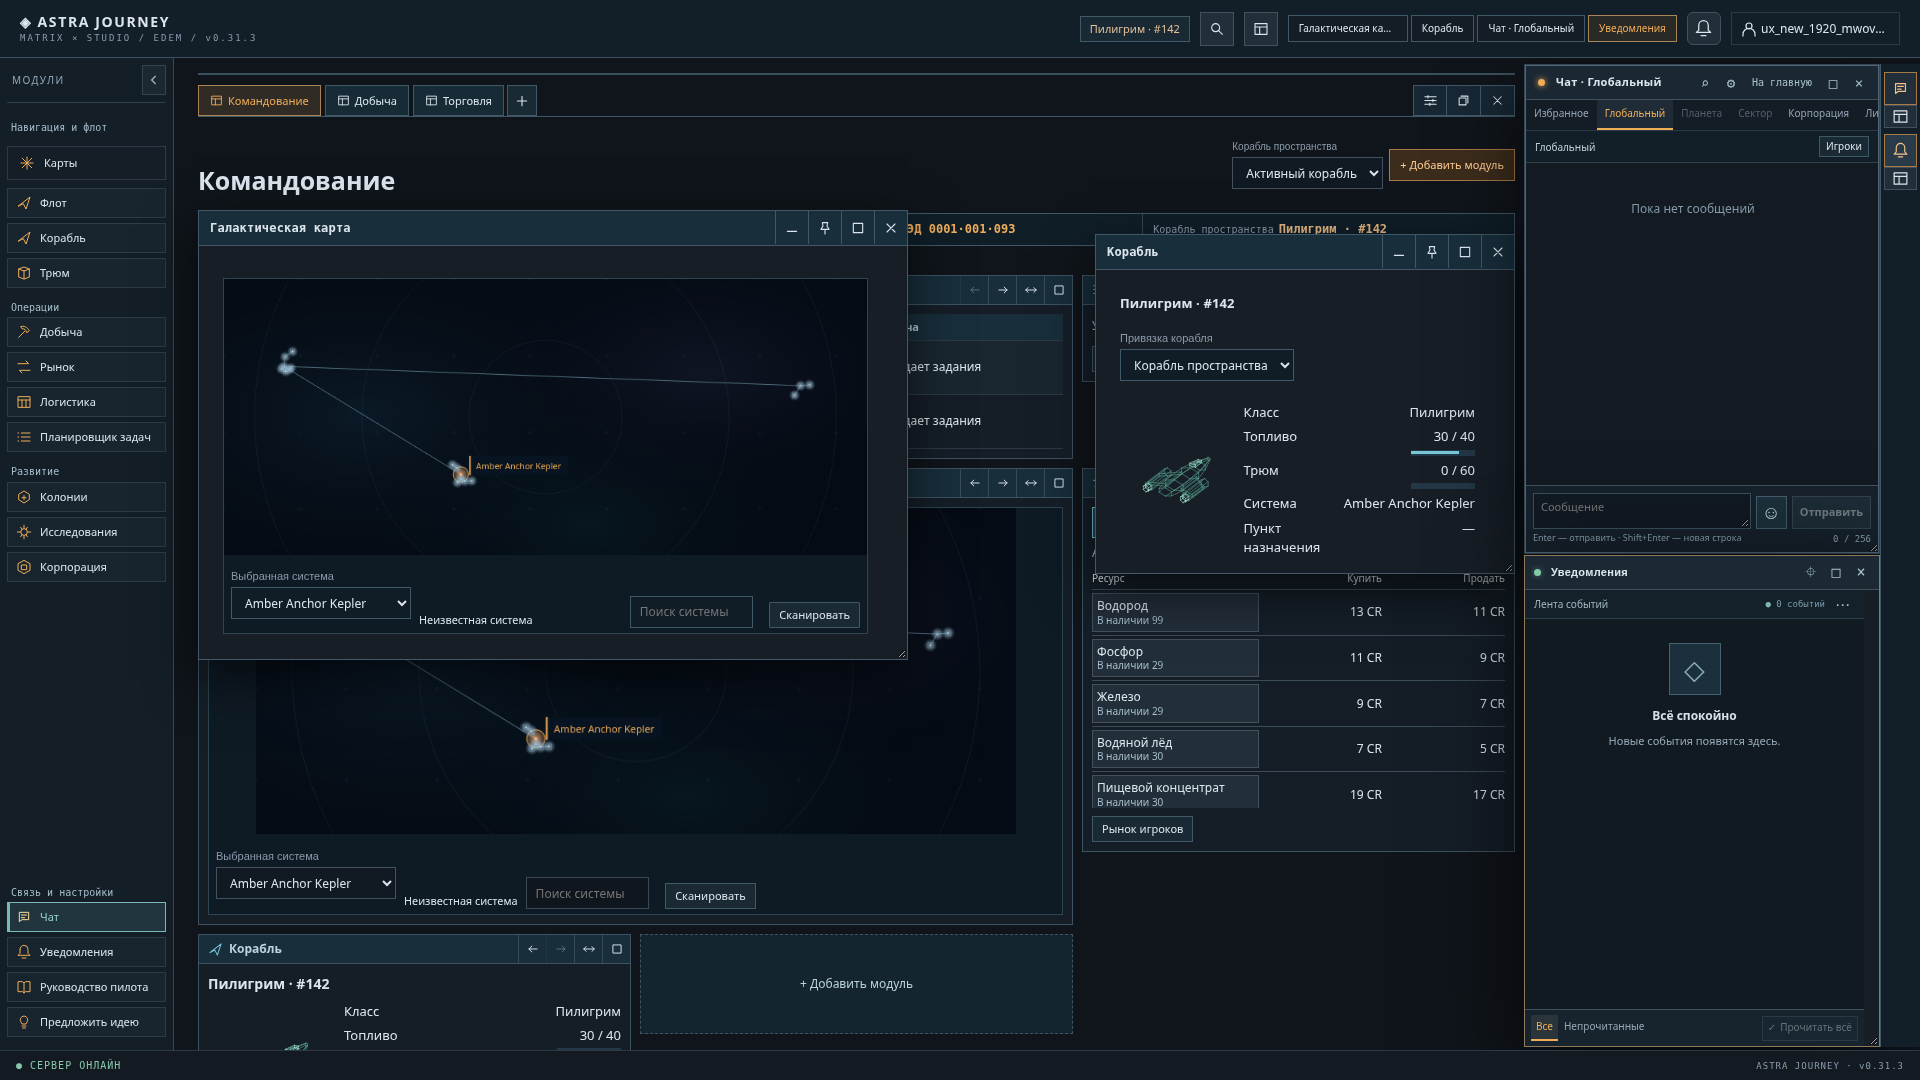 ◈ ASTRA JOURNEY
MATRIX × STUDIO / EDEM / v0.31.3
Пилигрим · #142
Галактическая ка...
Корабль
Чат · Глобальный
Уведомления
ux_new_1920_mwov...
МОДУЛИ
Навигация и флот
Карты
Флот
Корабль
Трюм
Операции
Добыча
Рынок
Логистика
Планировщик задач
Развитие
Колонии
Исследования
Корпорация
Связь и настройки
Чат
Уведомления
Руководство пилота
Предложить идею
Командование
Добыча
Торговля
Командование
Корабль пространства
Активный корабль
+ Добавить модуль
ЭД 0001·001·093
Корабль пространства Пилигрим · #142
Галактическая карта
Amber Anchor Kepler
Выбранная система
Amber Anchor Kepler
Неизвестная система
Поиск системы
Сканировать
ча
дает задания
дает задания
Корабль
Пилигрим · #142
Привязка корабля
Корабль пространства
Класс Пилигрим
Топливо 30 / 40
Трюм 0 / 60
Система Amber Anchor Kepler
Пункт назначения —
Ресурс Купить Продать
Водород 13 CR 11 CR
В наличии 99
Фосфор 11 CR 9 CR
В наличии 29
Железо 9 CR 7 CR
В наличии 29
Водяной лёд 7 CR 5 CR
В наличии 30
Пищевой концентрат 19 CR 17 CR
В наличии 30
Рынок игроков
Amber Anchor Kepler
Выбранная система
Amber Anchor Kepler
Неизвестная система
Поиск системы
Сканировать
Корабль
Пилигрим · #142
Класс Пилигрим
Топливо 30 / 40
+ Добавить модуль
Чат · Глобальный
На главную
Избранное
Глобальный
Планета
Сектор
Корпорация
Ли
Глобальный
Игроки
Пока нет сообщений
Сообщение
Отправить
Enter — отправить · Shift+Enter — новая строка
0 / 256
Уведомления
Лента событий
● 0 событий
Всё спокойно
Новые события появятся здесь.
Все
Непрочитанные
✓ Прочитать всё
● СЕРВЕР ОНЛАЙН
ASTRA JOURNEY · v0.31.3